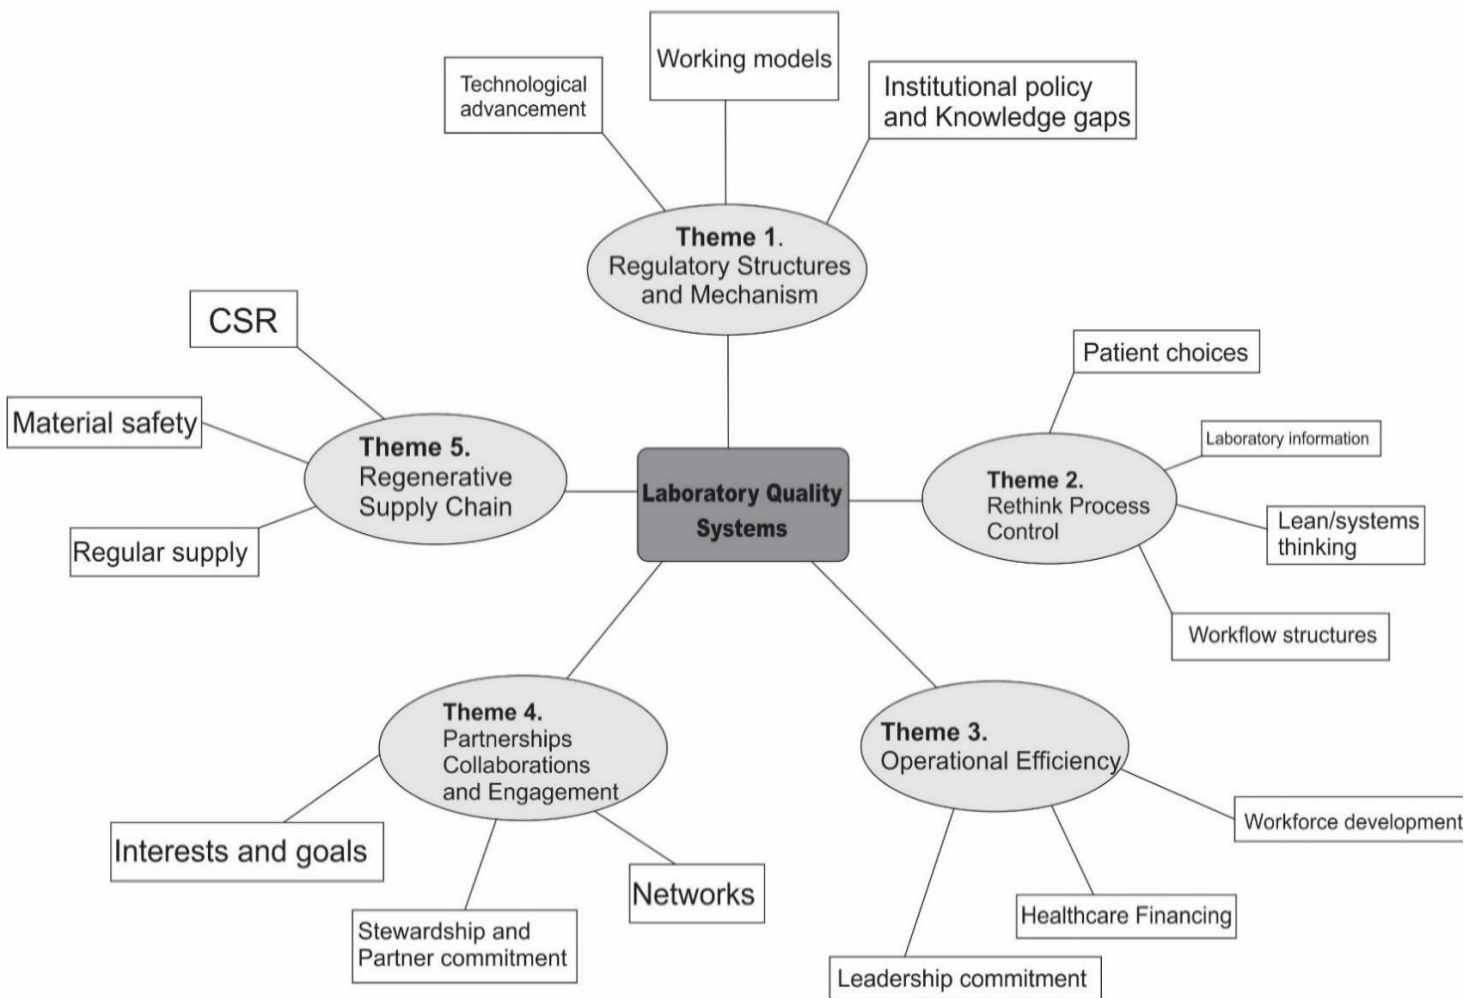 Working models
Technological
advancement
Institutional policy
and Knowledge gaps
Theme 1.
Regulatory Structures
and Mechanism
CSR
Material safety
Regular supply
Theme 5.
Regenerative
Supply Chain
Laboratory Quality
Systems
Patient choices
Laboratory information
Lean/systems
thinking
Workflow structures
Theme 2.
Rethink Process
Control
Theme 4.
Partnerships
Collaborations
and Engagement
Interests and goals
Stewardship and
Partner commitment
Networks
Theme 3.
Operational Efficiency
Workforce development
Healthcare Financing
Leadership commitment